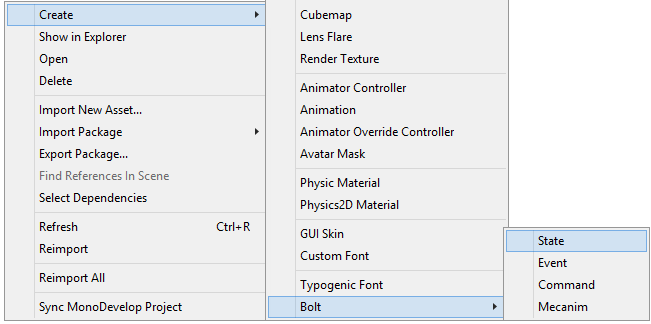 Create
Show in Explorer
Open
Delete
Import New Asset...
Import Package
Export Package...
Find References In Scene
Select Dependencies
Refresh Ctrl+R
Reimport
Reimport All
Sync MonoDevelop Project
Cubemap
Lens Flare
Render Texture
Animator Controller
Animation
Animator Override Controller
Avatar Mask
Physic Material
Physics2D Material
GUI Skin
Custom Font
Typogenic Font
Bolt
State
Event
Command
Mecanim